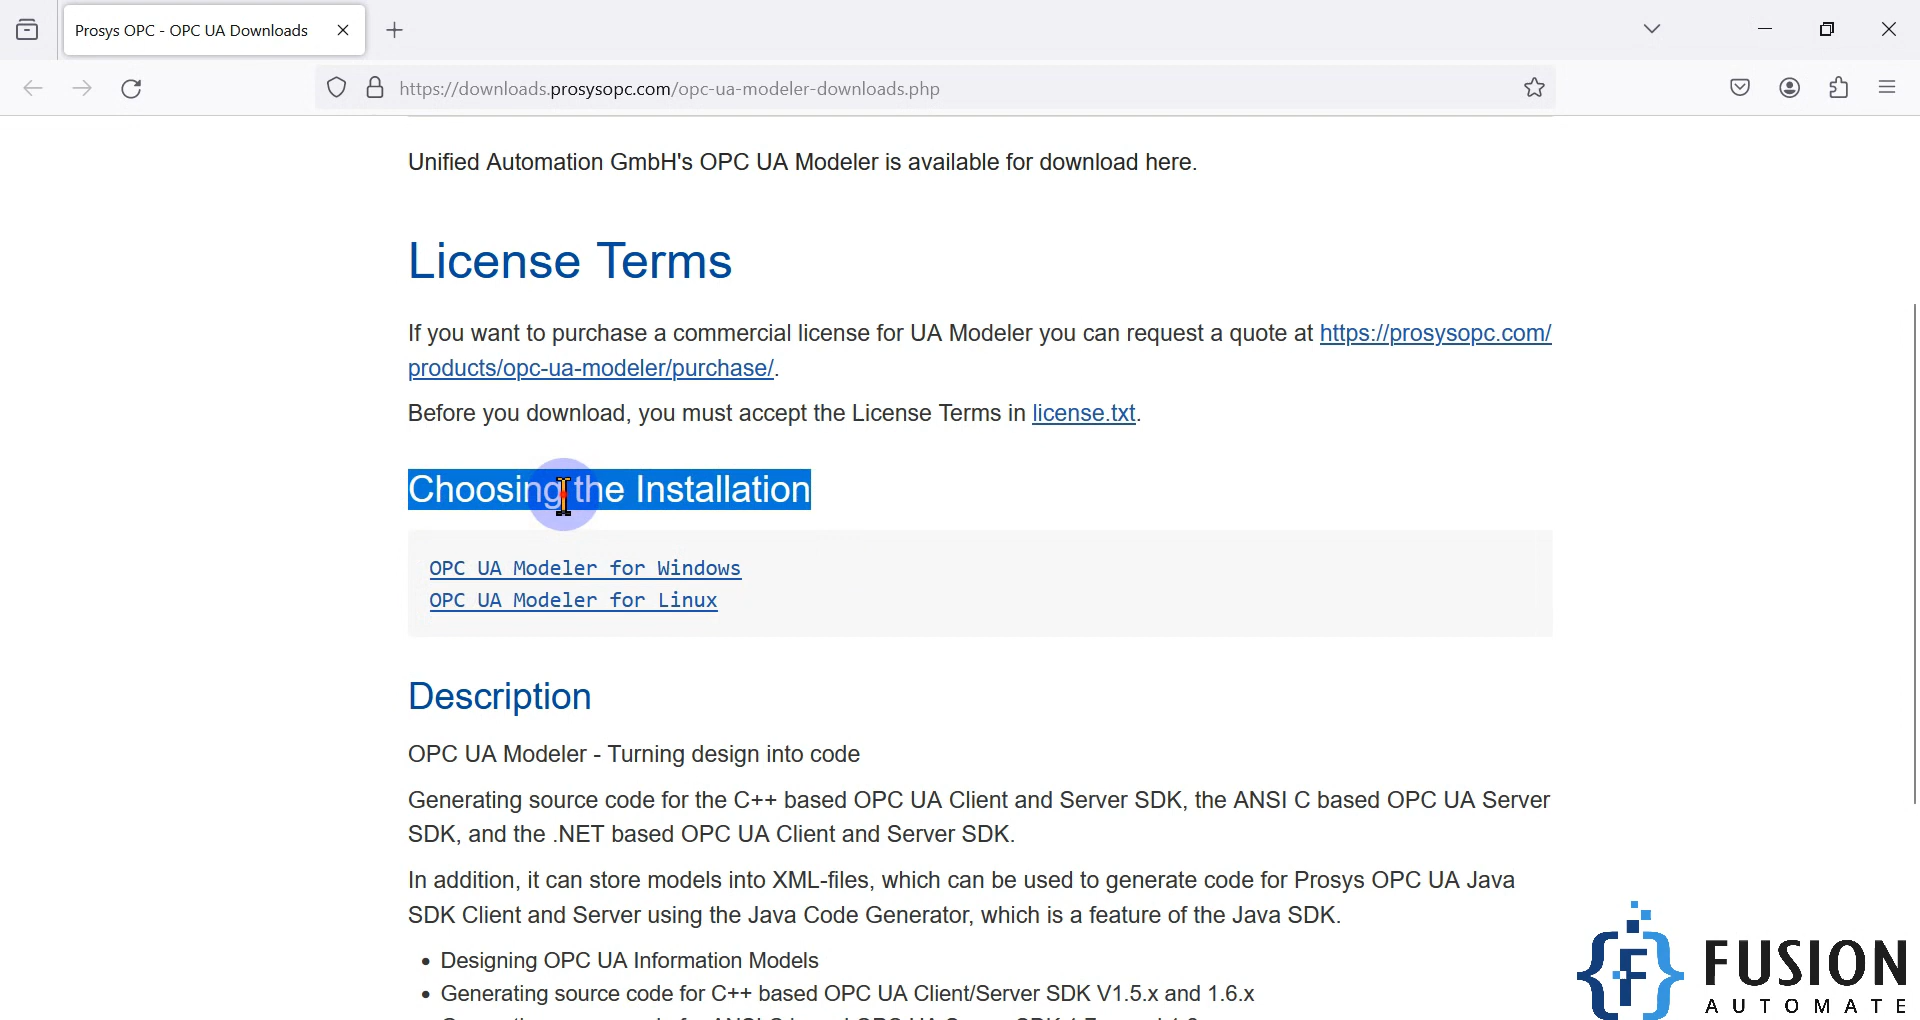 Prosys OPC - OPC UA Downloads
https://downloads.prosysopc.com/opc-ua-modeler-downloads.php
Unified Automation GmbH's OPC UA Modeler is available for download here.
License Terms
If you want to purchase a commercial license for UA Modeler you can request a quote at https://prosysopc.com/
products/opc-ua-modeler/purchase/.
Before you download, you must accept the License Terms in license.txt.
Choosing the Installation
OPC UA Modeler for Windows
OPC UA Modeler for Linux
Description
OPC UA Modeler - Turning design into code
Generating source code for the C++ based OPC UA Client and Server SDK, the ANSI C based OPC UA Server
SDK, and the .NET based OPC UA Client and Server SDK.
In addition, it can store models into XML-files, which can be used to generate code for Prosys OPC UA Java
SDK Client and Server using the Java Code Generator, which is a feature of the Java SDK.
• Designing OPC UA Information Models
• Generating source code for C++ based OPC UA Client/Server SDK V1.5.x and 1.6.x
FUSION
AUTOMATE